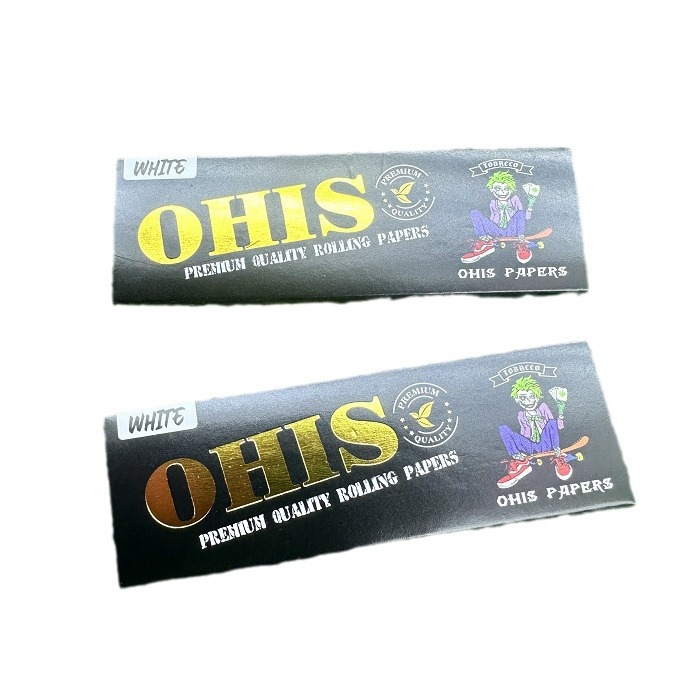 WHITE
OHIS
PREMIUM QUALITY ROLLING PAPERS
PREMIUM
QUALITY
TOBACCO
OHIS PAPERS
WHITE
OHIS
PREMIUM QUALITY ROLLING PAPERS
PREMIUM
QUALITY
TOBACCO
OHIS PAPERS